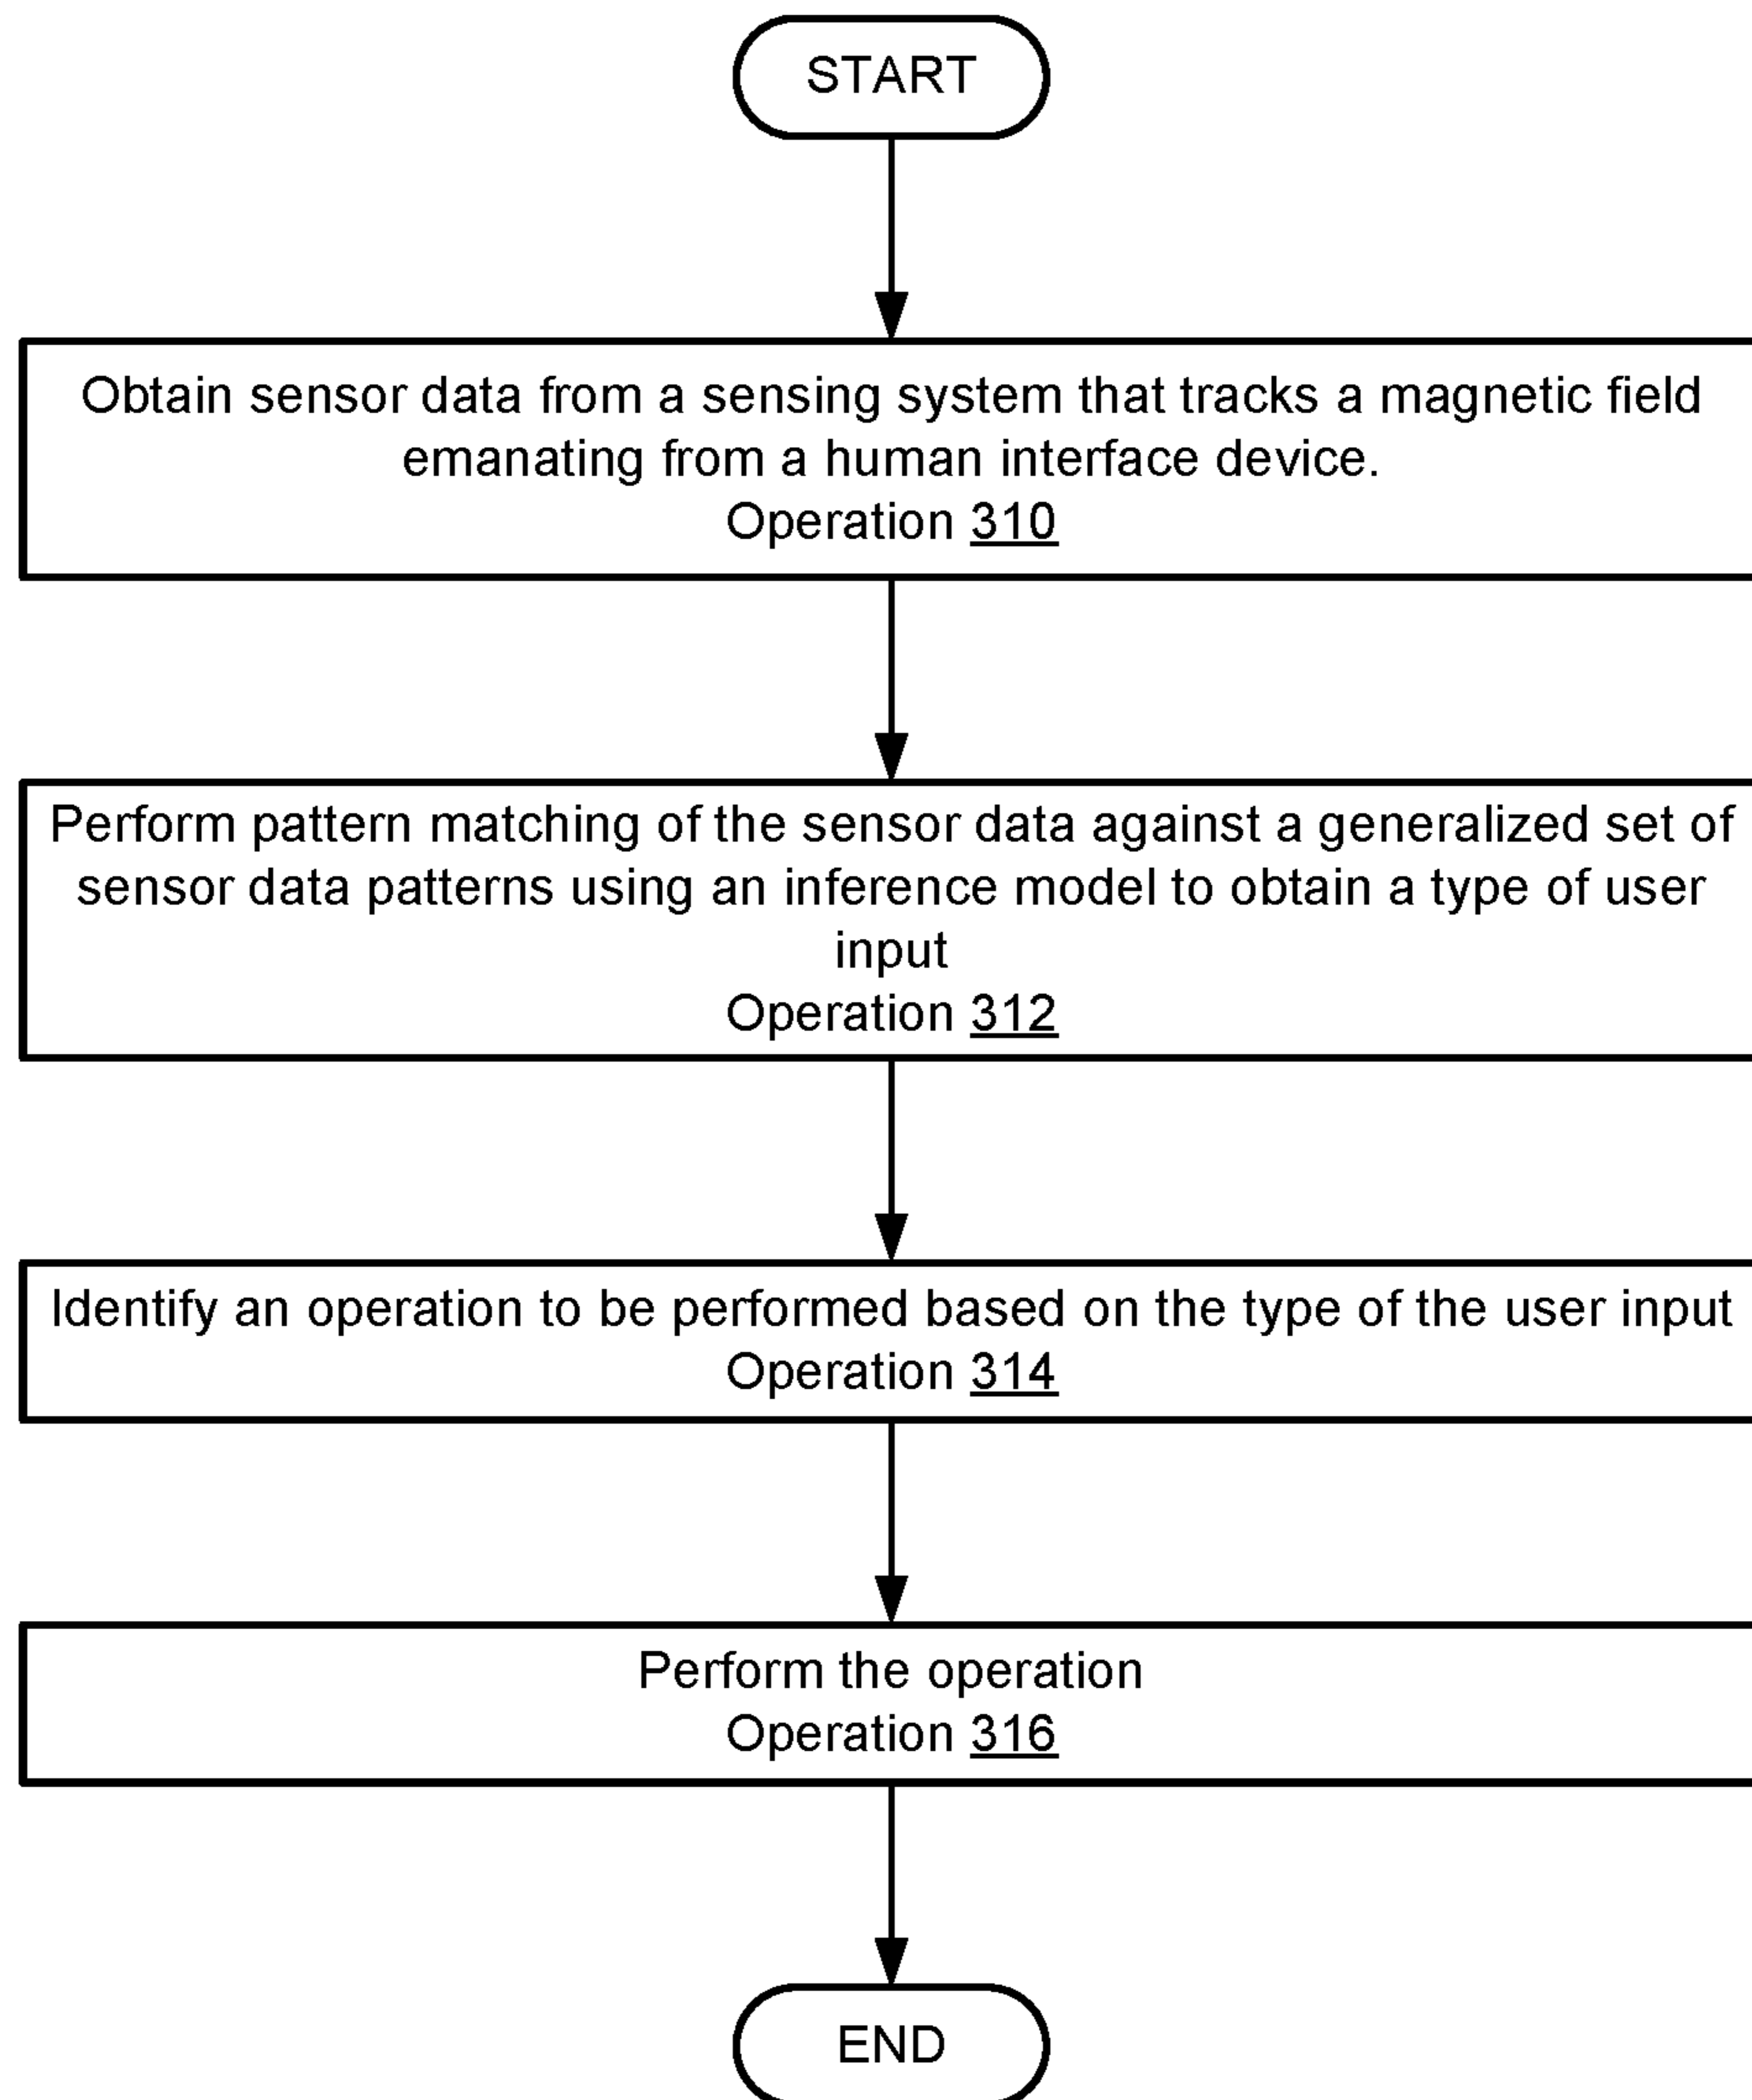 START
Obtain sensor data from a sensing system that tracks a magnetic field
emanating from a human interface device.
Operation 310
Perform pattern matching of the sensor data against a generalized set of
sensor data patterns using an inference model to obtain a type of user
input
Operation 312
Identify an operation to be performed based on the type of the user input
Operation 314
Perform the operation
Operation 316
END